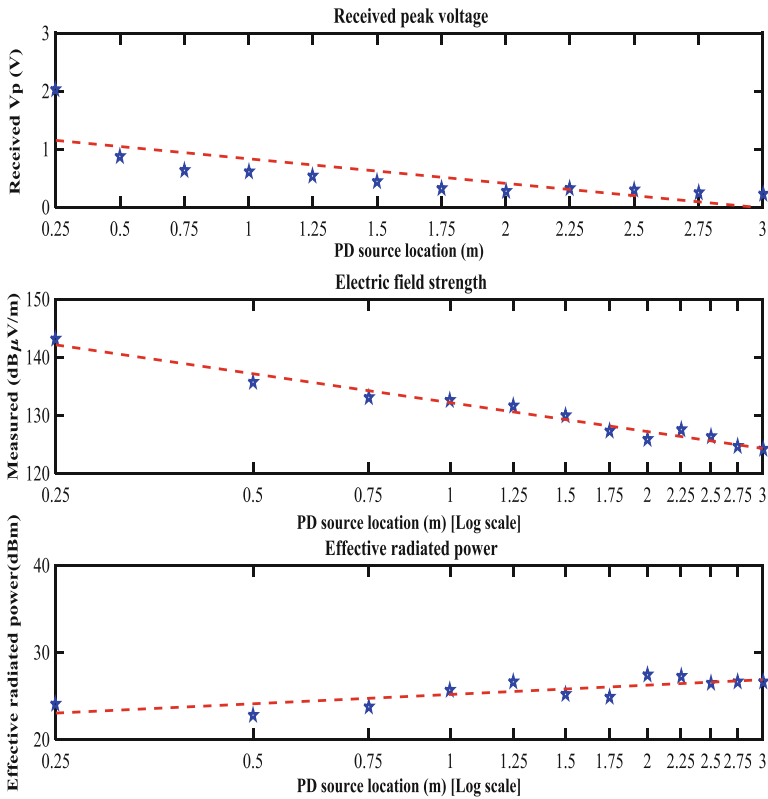 Received peak voltage
Received Vp (V)
3
2
1
0
0.25 0.5 0.75 1 1.25 1.5 1.75 2 2.25 2.5 2.75 3
PD source location (m)
Electric field strength
Measured (dBμV/m)
150
140
130
120
0.25 0.5 0.75 1 1.25 1.5 1.75 2 2.25 2.5 2.75 3
PD source location (m) [Log scale]
Effective radiated power
Effective radiated power(dBm)
40
30
20
0.25 0.5 0.75 1 1.25 1.5 1.75 2 2.25 2.5 2.75 3
PD source location (m) [Log scale]